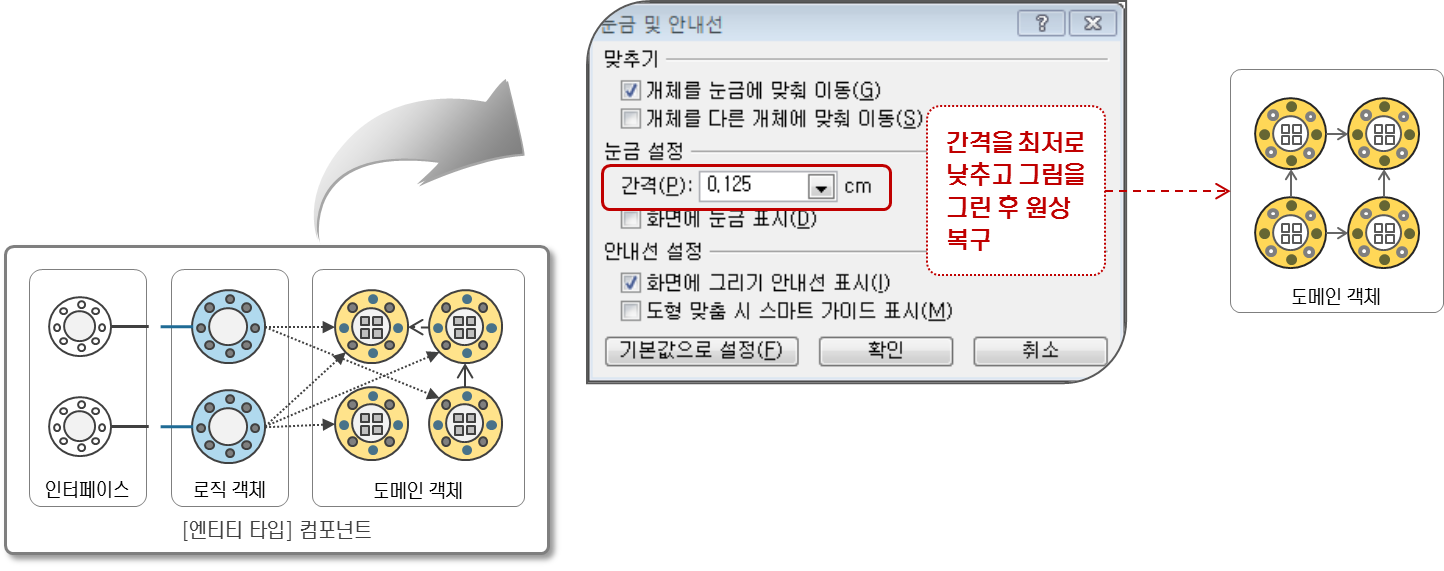 눈금 및 안내선
맞추기
개체를 눈금에 맞춰 이동(G)
개체를 다른 개체에 맞춰 이동(S)
눈금 설정
간격(P): 0.125 cm
화면에 눈금 표시(D)
안내선 설정
화면에 그리기 안내선 표시(I)
도형 맞춤 시 스마트 가이드 표시(M)
기본값으로 설정(F) 확인 취소
간격을 최저로
낮추고 그림을
그린 후 원상
복구
도메인 객체
인터페이스
로직 객체
도메인 객체
[엔티티 타입] 컴포넌트